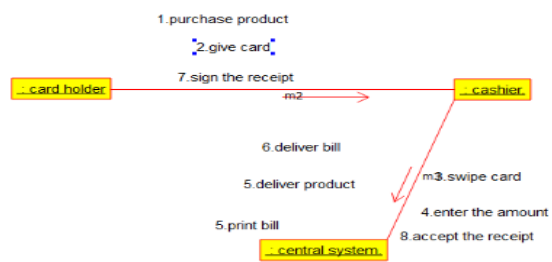 1.purchase product
2.give card
7.sign the receipt
: card holder
m2
: cashier.
6.deliver bill
m3.swipe card
5.deliver product
4.enter the amount
5.print bill
8.accept the receipt
: central system.